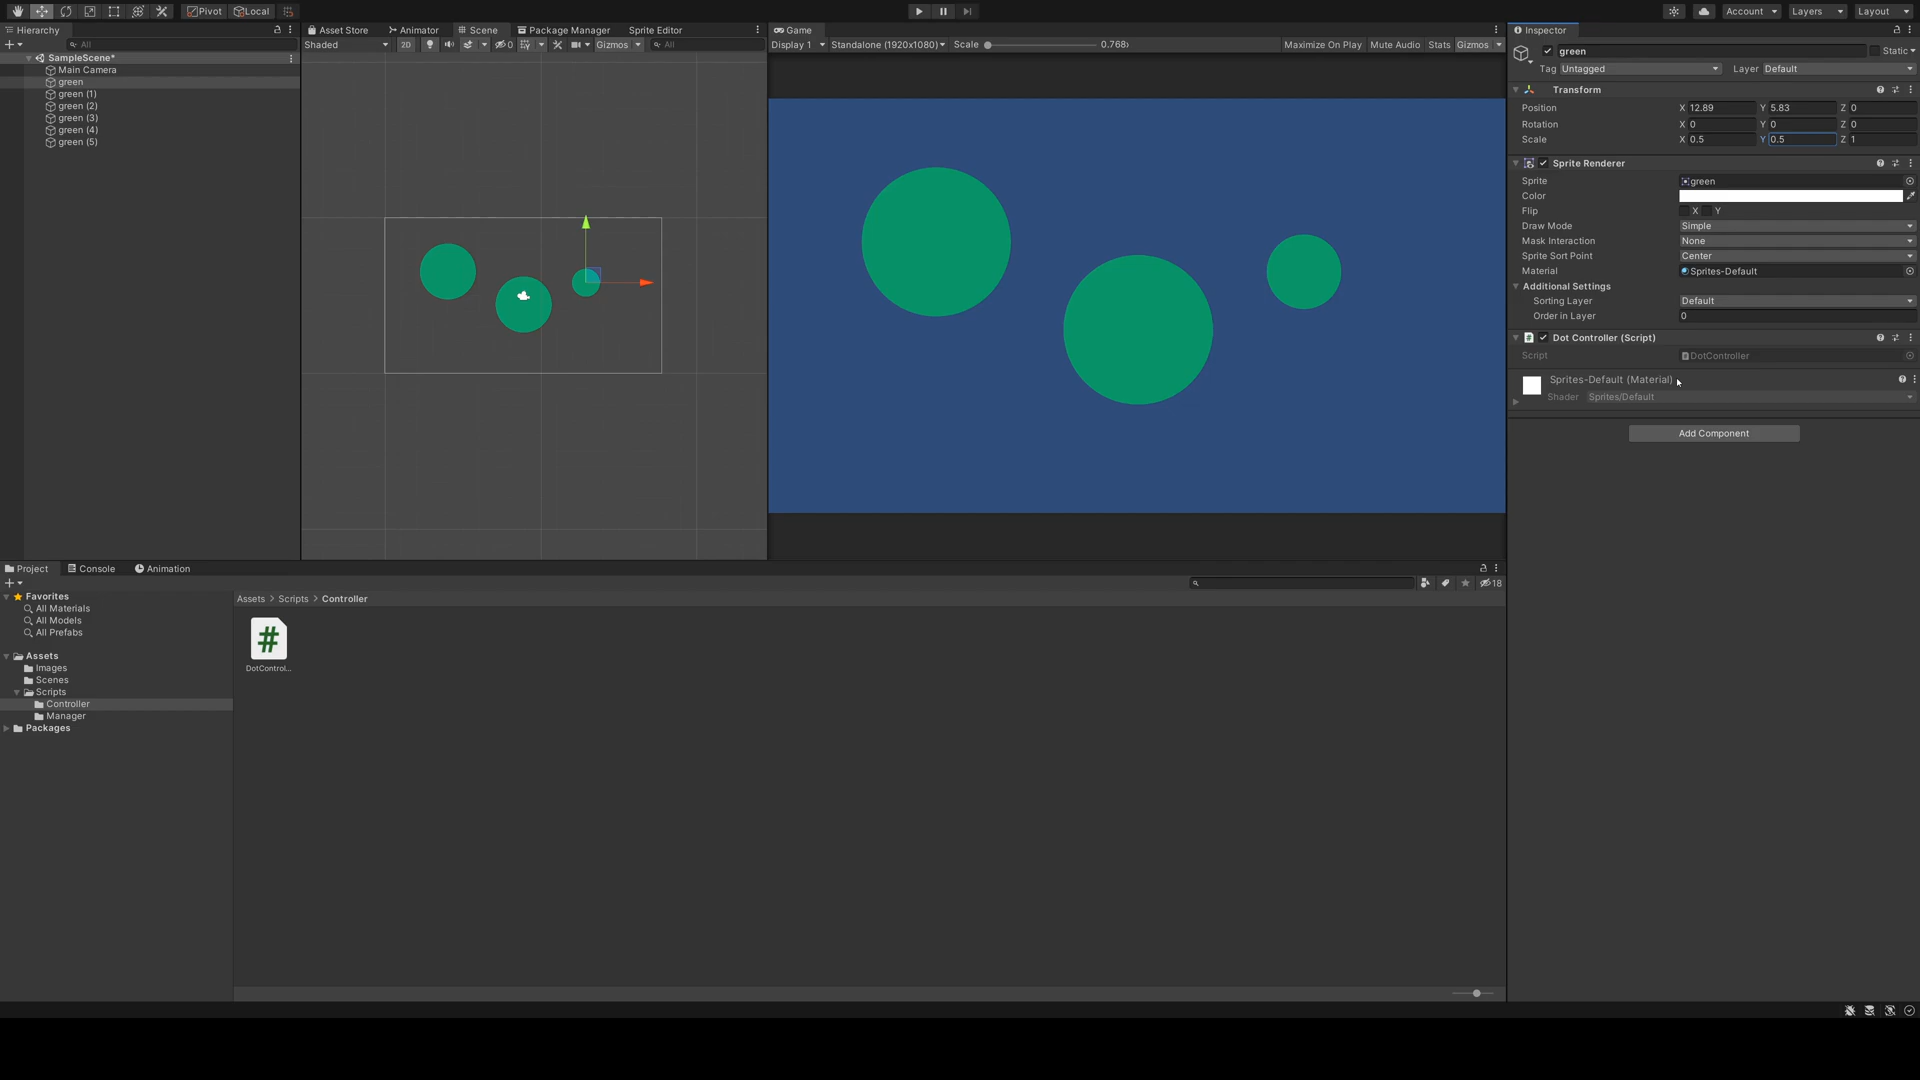 Pivot Local Account Layers Layout
Hierarchy
All
SampleScene*
Main Camera
green
green (1)
green (2)
green (3)
green (4)
green (5)
Asset Store Animator Scene Package Manager Sprite Editor
Shaded 2D 0 Gizmos All
Game
Display 1 Standalone (1920x1080) Scale 0.768x Maximize On Play Mute Audio Stats Gizmos
Inspector
green Static
Tag Untagged Layer Default
Transform
Position X 12.89 Y 5.83 Z 0
Rotation X 0 Y 0 Z 0
Scale X 0.5 Y 0.5 Z 1
Sprite Renderer
Sprite green
Color
Flip X Y
Draw Mode Simple
Mask Interaction None
Sprite Sort Point Center
Material Sprites-Default
Additional Settings
Sorting Layer Default
Order in Layer 0
Dot Controller (Script)
Script DotController
Sprites-Default (Material)
Shader Sprites/Default
Add Component
Project Console Animation
18
Favorites
All Materials
All Models
All Prefabs
Assets
Images
Scenes
Scripts
Controller
Manager
Packages
Assets > Scripts > Controller
#
DotControl...